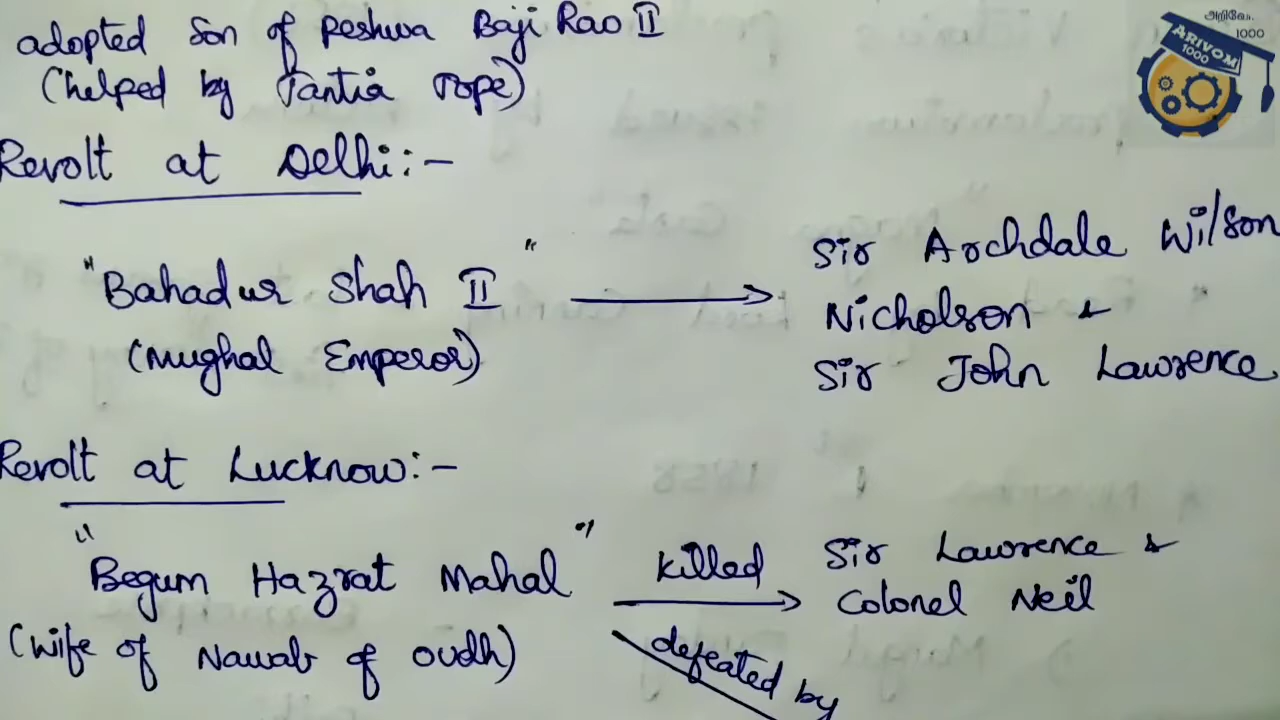 adopted son of Peshwa Baji Rao II
(helped by Tantia Tope)
அறிவோம்
1000
ARIVOM
1000
Revolt at Delhi:-
"Bahadur Shah II"
(Mughal Emperor)
Sir Archdale Wilson
Nicholson &
Sir John Lawrence
Revolt at Lucknow:-
"Begum Hazrat Mahal"
(Wife of Nawab of Oudh)
killed
Sir Lawrence &
Colonel Neil
defeated by